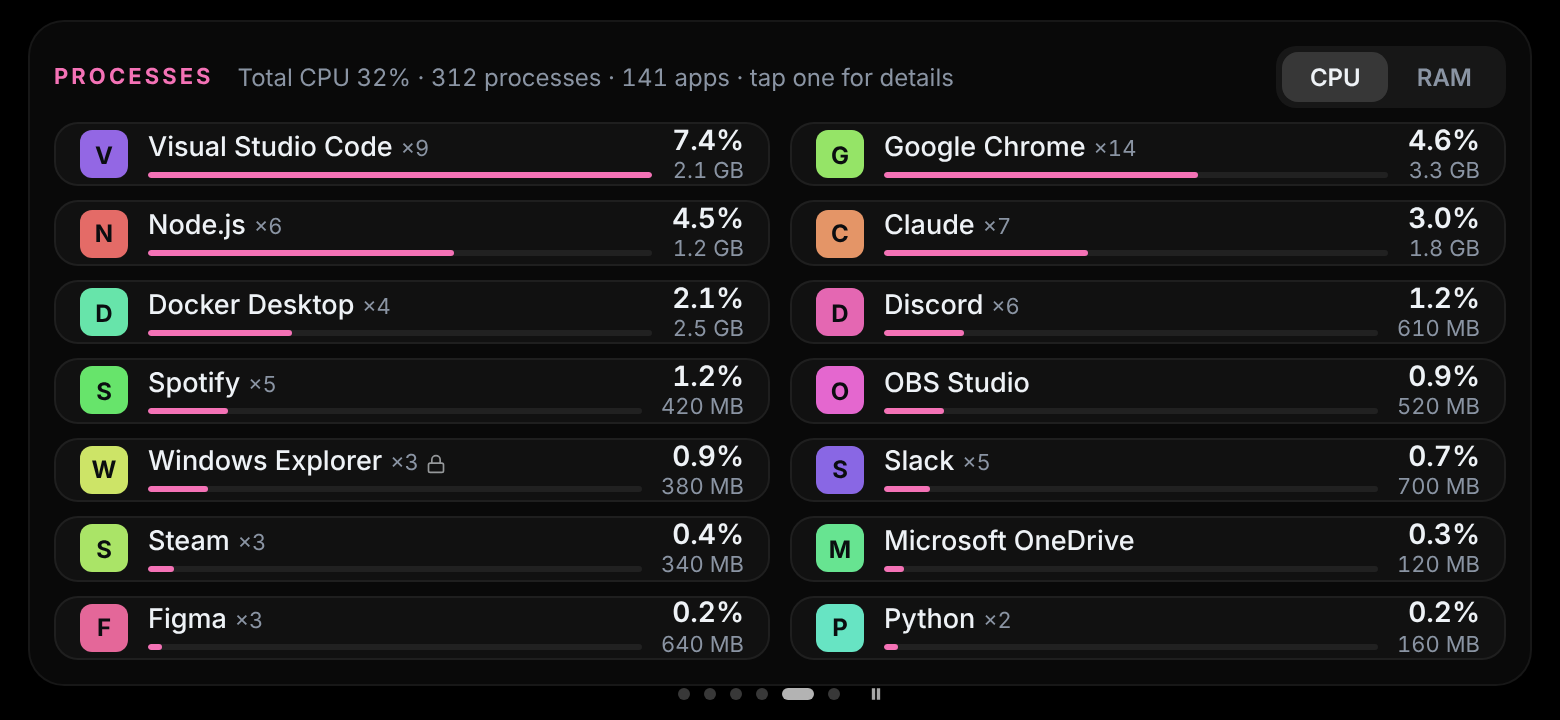 PROCESSES Total CPU 32% · 312 processes · 141 apps · tap one for details CPU RAM
V Visual Studio Code ×9 7.4% 2.1 GB
G Google Chrome ×14 4.6% 3.3 GB
N Node.js ×6 4.5% 1.2 GB
C Claude ×7 3.0% 1.8 GB
D Docker Desktop ×4 2.1% 2.5 GB
D Discord ×6 1.2% 610 MB
S Spotify ×5 1.2% 420 MB
O OBS Studio 0.9% 520 MB
W Windows Explorer ×3 0.9% 380 MB
S Slack ×5 0.7% 700 MB
S Steam ×3 0.4% 340 MB
M Microsoft OneDrive 0.3% 120 MB
F Figma ×3 0.2% 640 MB
P Python ×2 0.2% 160 MB